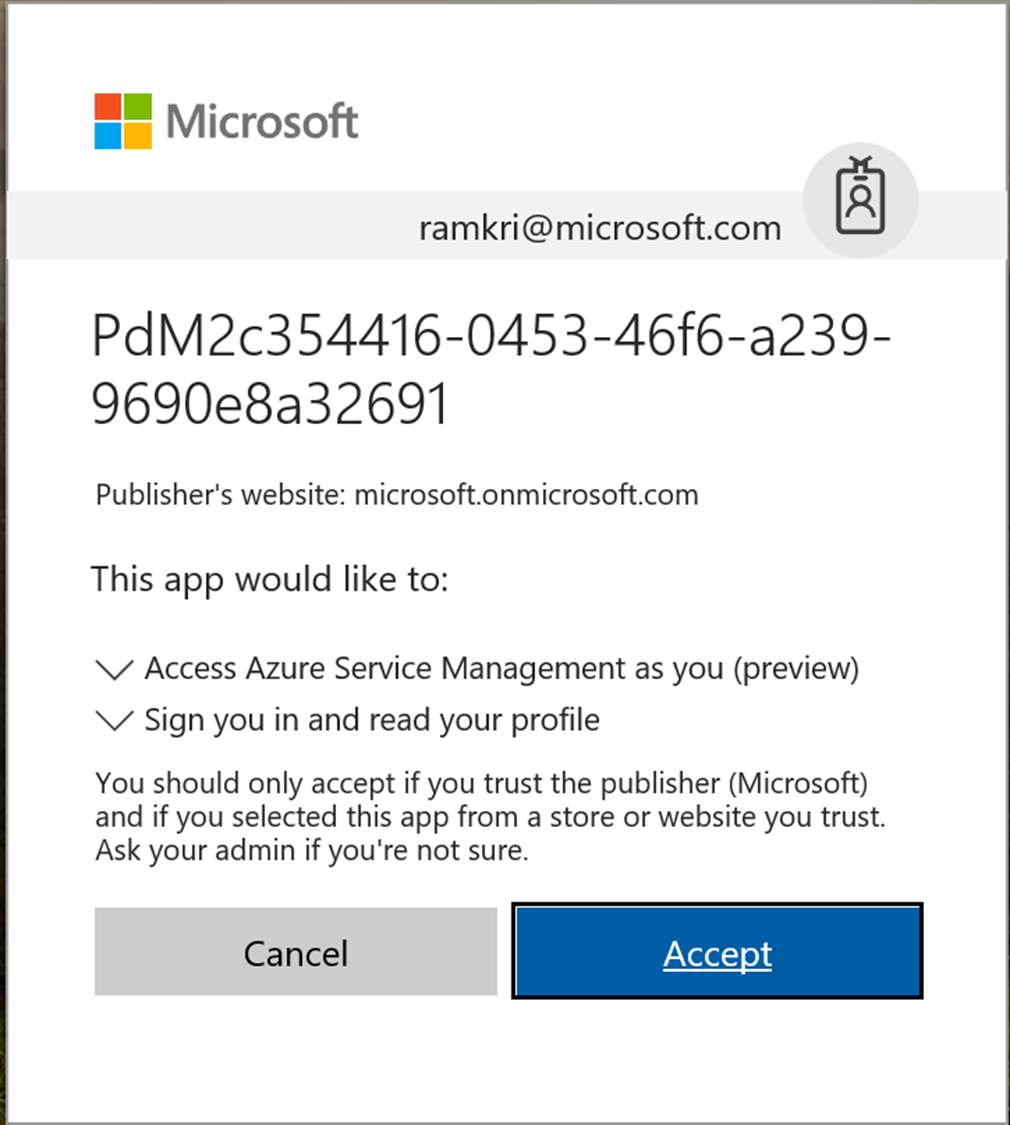 Microsoft
ramkri@microsoft.com
PdM2c354416-0453-46f6-a239-
9690e8a32691
Publisher's website: microsoft.onmicrosoft.com
This app would like to:
Access Azure Service Management as you (preview)
Sign you in and read your profile
You should only accept if you trust the publisher (Microsoft)
and if you selected this app from a store or website you trust.
Ask your admin if you're not sure.
Cancel
Accept